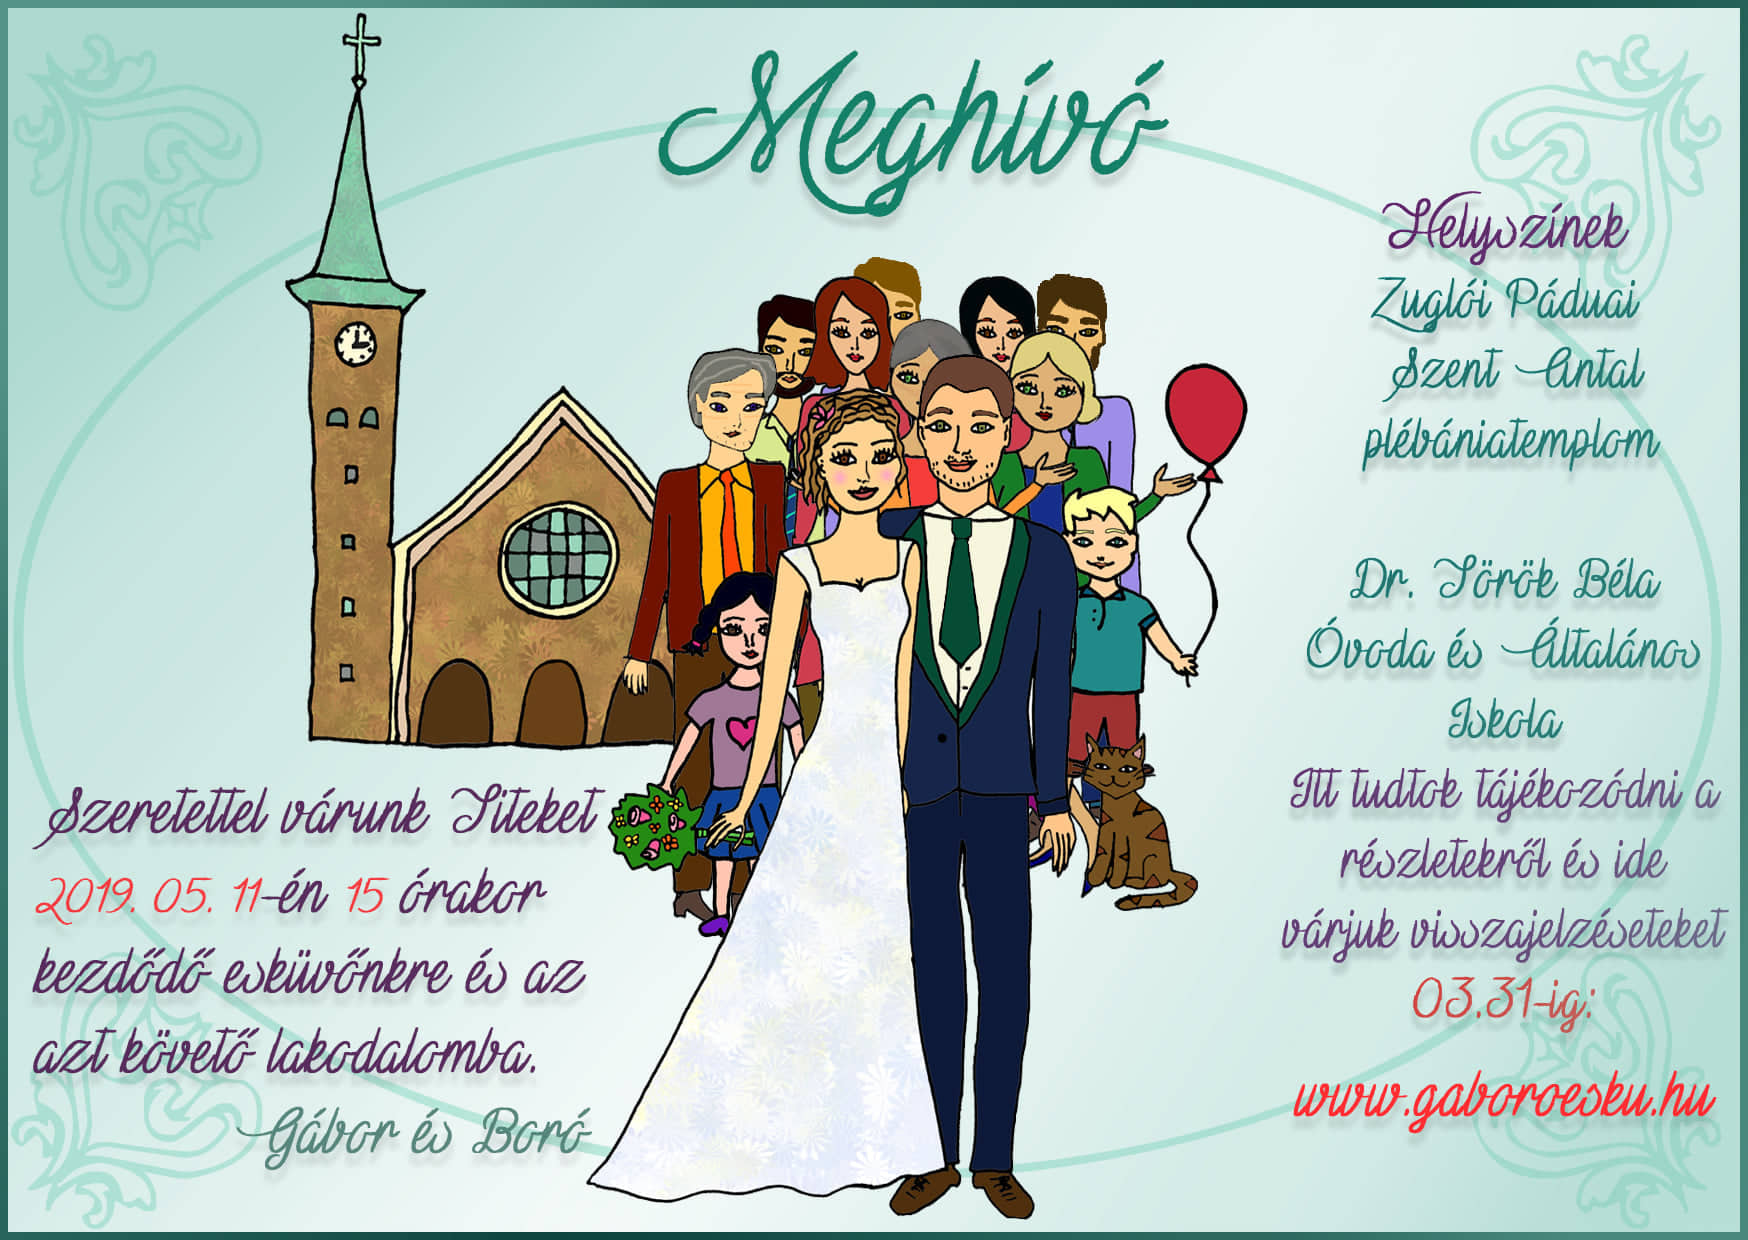 Meghívó
Szeretettel várunk Titeket
2019. 05. 11-én 15 órakor
kezdődő esküvőnkre és az
azt követő lakodalomba.
Gábor és Boró
Helyszínek
Zuglói Páduai
Szent Antal
plébániatemplom
Dr. Török Béla
Óvoda és Általános
Iskola
Itt tudtok tájékozódni a
részletekről és ide
várjuk visszajelzéseteket
03.31-ig:
www.gaboroesku.hu